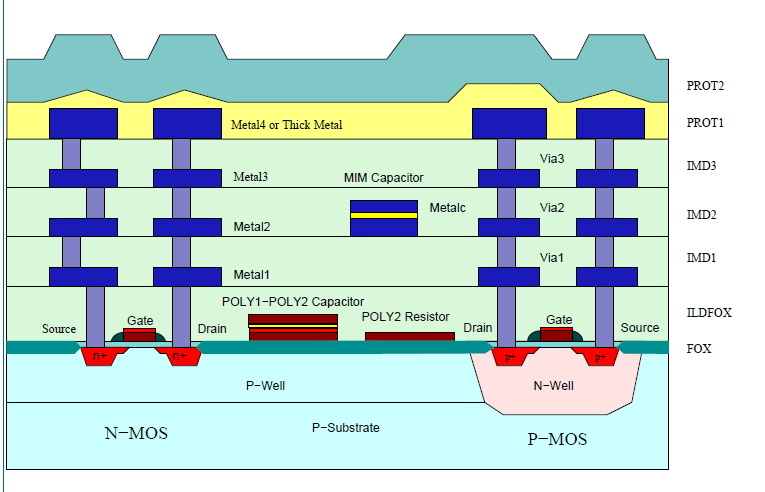 PROT2
Metal4 or Thick Metal
PROT1
Via3
IMD3
Metal3
MIM Capacitor
Metalc
Via2
IMD2
Metal2
Via1
IMD1
Metal1
POLY1-POLY2 Capacitor
POLY2 Resistor
ILDFOX
Source
Gate
Drain
Drain
Gate
Source
FOX
n+
n+
p+
p+
P-Well
N-Well
N-MOS
P-Substrate
P-MOS